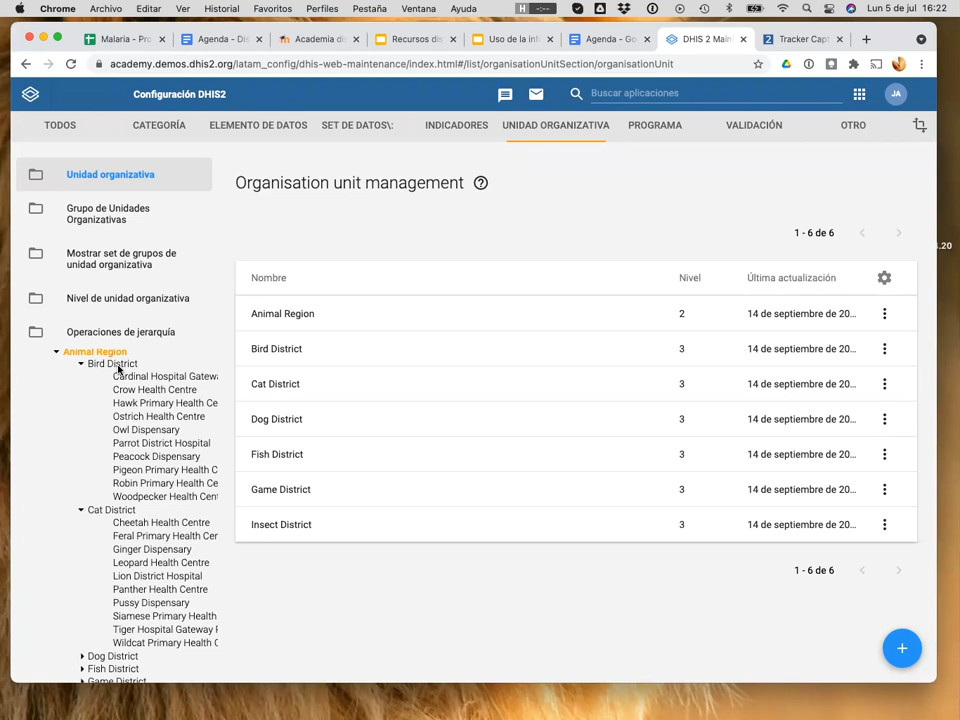 Chrome Archivo Editar Ver Historial Favoritos Perfiles Pestaña Ventana Ayuda H Lun 5 de jul 16:22
Malaria - Pro Agenda - Dis Academia di Recursos dis Uso de la inf Agenda - Go DHIS 2 Main Tracker Capt
academy.demos.dhis2.org/latam_config/dhis-web-maintenance/index.html#/list/organisationUnitSection/organisationUnit
Configuración DHIS2 Buscar aplicaciones JA
TODOS CATEGORÍA ELEMENTO DE DATOS SET DE DATOS\: INDICADORES UNIDAD ORGANIZATIVA PROGRAMA VALIDACIÓN OTRO
Unidad organizativa
Grupo de Unidades
Organizativas
Mostrar set de grupos de
unidad organizativa
Nivel de unidad organizativa
Operaciones de jerarquía
Animal Region
Bird District
Cardinal Hospital Gatewa
Crow Health Centre
Hawk Primary Health Ce
Ostrich Health Centre
Owl Dispensary
Parrot District Hospital
Peacock Dispensary
Pigeon Primary Health C
Robin Primary Health Ce
Woodpecker Health Cent
Cat District
Cheetah Health Centre
Feral Primary Health Cer
Ginger Dispensary
Leopard Health Centre
Lion District Hospital
Panther Health Centre
Pussy Dispensary
Siamese Primary Health
Tiger Hospital Gateway F
Wildcat Primary Health C
Dog District
Fish District
Game District
Organisation unit management
1 - 6 de 6
Nombre Nivel Última actualización
Animal Region 2 14 de septiembre de 20...
Bird District 3 14 de septiembre de 20...
Cat District 3 14 de septiembre de 20...
Dog District 3 14 de septiembre de 20...
Fish District 3 14 de septiembre de 20...
Game District 3 14 de septiembre de 20...
Insect District 3 14 de septiembre de 20...
1 - 6 de 6
.20